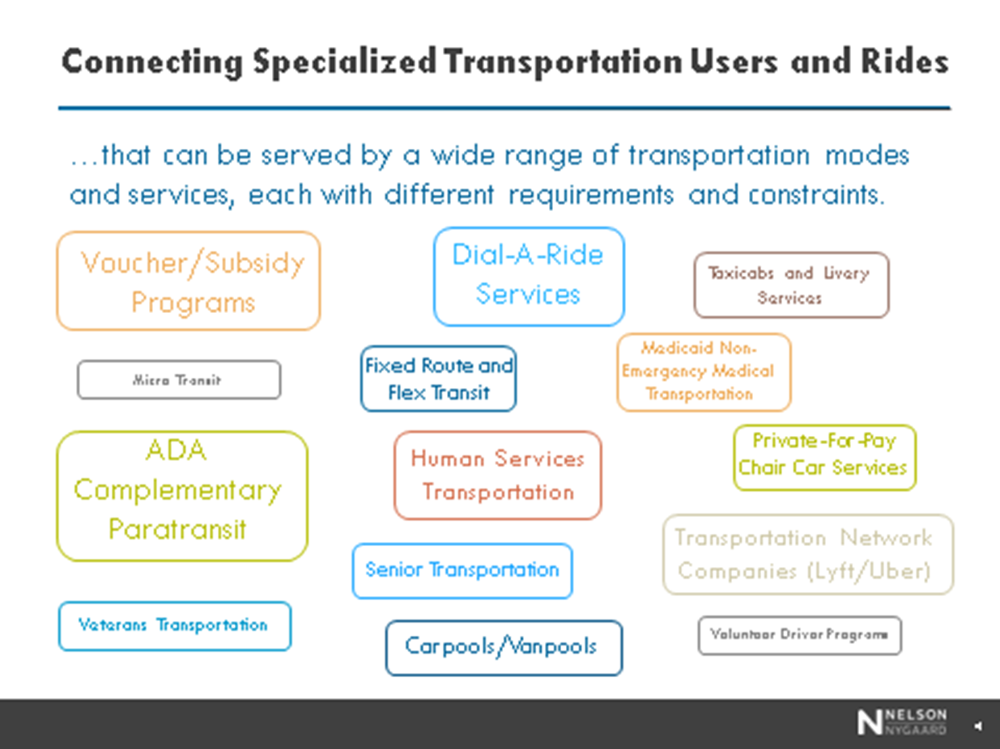 Connecting Specialized Transportation Users and Rides
...that can be served by a wide range of transportation modes
and services, each with different requirements and constraints.
Voucher/Subsidy
Programs
Dial-A-Ride
Services
Taxicabs and Livery
Services
Micro Transit
Fixed Route and
Flex Transit
Medicaid Non-
Emergency Medical
Transportation
ADA
Complementary
Paratransit
Human Services
Transportation
Private-For-Pay
Chair Car Services
Senior Transportation
Transportation Network
Companies (Lyft/Uber)
Veterans Transportation
Carpools/Vanpools
Volunteer Driver Programs
NELSON
NYGAARD